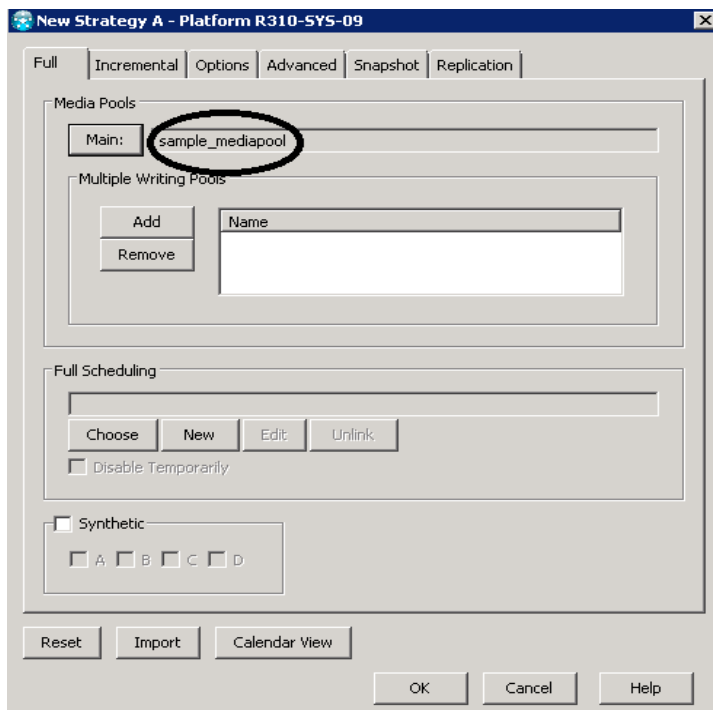 New Strategy A - Platform R310-SYS-09
Full Incremental Options Advanced Snapshot Replication
Media Pools
Main: sample_mediapool
Multiple Writing Pools
Add Name
Remove
Full Scheduling
Choose New Edit Unlink
Disable Temporarily
Synthetic
A B C D
Reset Import Calendar View
OK Cancel Help